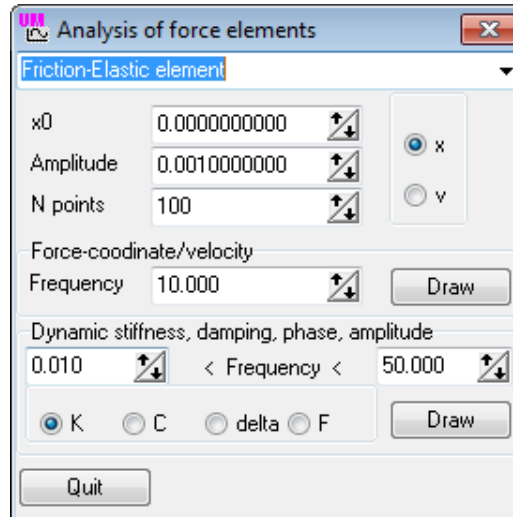 UM Analysis of force elements
Friction-Elastic element
x0 0.0000000000
x
Amplitude 0.0010000000
N points 100
v
Force-coodinate/velocity
Frequency 10.000 Draw
Dynamic stiffness, damping, phase, amplitude
0.010 < Frequency < 50.000
K C delta F Draw
Quit